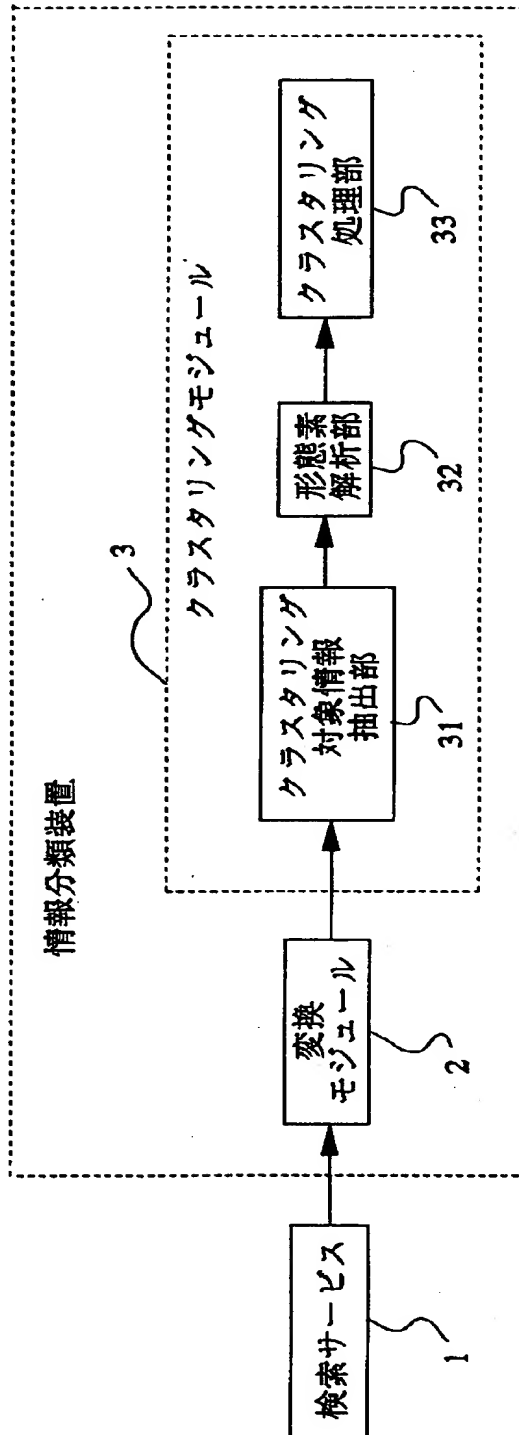 情報分類装置
3
クラスタリングモジュール
検索サービス
1
変換
モジュール
2
クラスタリング
対象情報
抽出部
31
形態素
解析部
32
クラスタリング
処理部
33